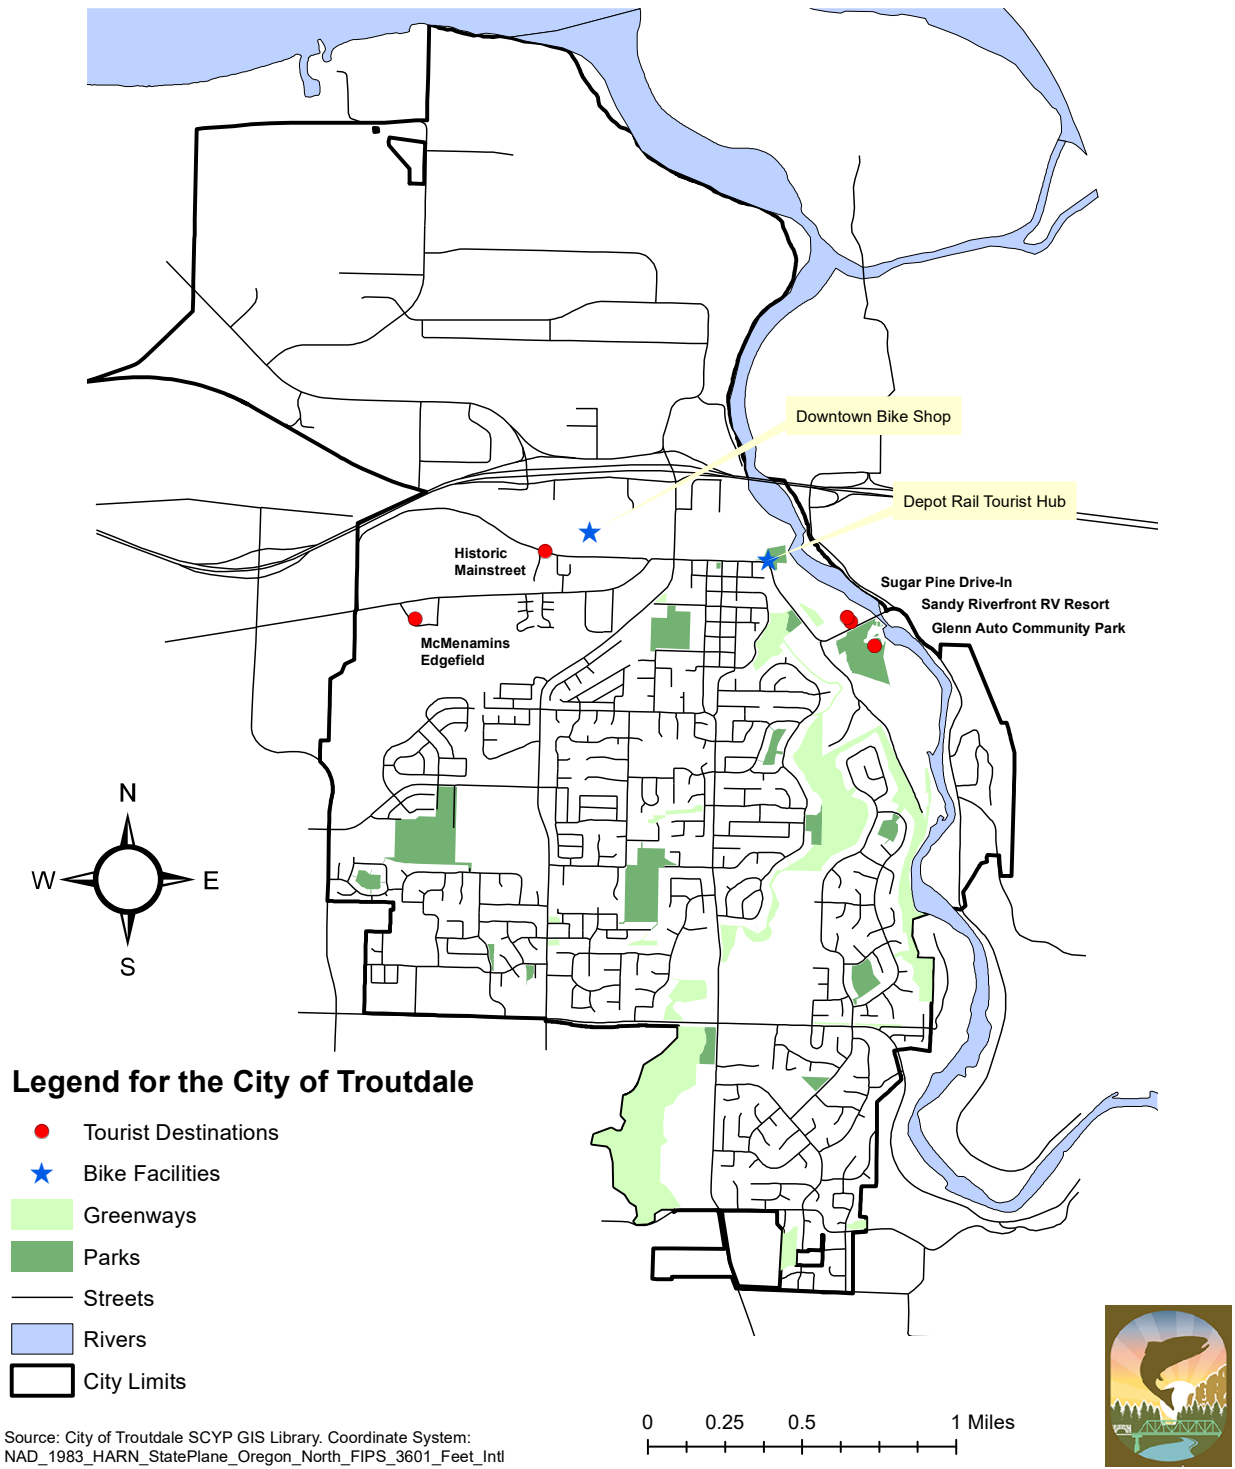 Downtown Bike Shop
Depot Rail Tourist Hub
Historic
Mainstreet
Sugar Pine Drive-In
Sandy Riverfront RV Resort
Glenn Auto Community Park
McMenamins
Edgefield
N
W
E
S
Legend for the City of Troutdale
Tourist Destinations
Bike Facilities
Greenways
Parks
Streets
Rivers
City Limits
0 0.25 0.5 1 Miles
Source: City of Troutdale SCYP GIS Library. Coordinate System:
NAD_1983_HARN_StatePlane_Oregon_North_FIPS_3601_Feet_Intl